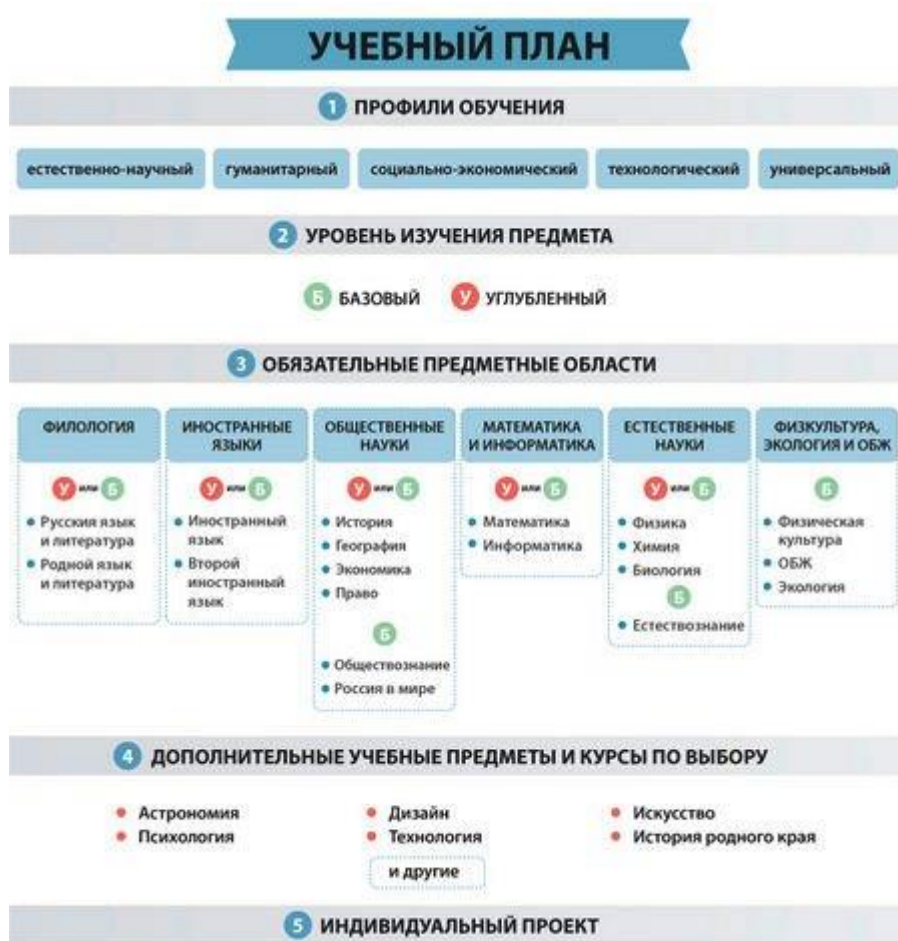 УЧЕБНЫЙ ПЛАН
1 ПРОФИЛИ ОБУЧЕНИЯ
естественно-научный
гуманитарный
социально-экономический
технологический
универсальный
2 УРОВЕНЬ ИЗУЧЕНИЯ ПРЕДМЕТА
Б БАЗОВЫЙ У УГЛУБЛЕННЫЙ
3 ОБЯЗАТЕЛЬНЫЕ ПРЕДМЕТНЫЕ ОБЛАСТИ
ФИЛОЛОГИЯ
У или Б
• Русския язык
и литература
• Родной язык
и литература
ИНОСТРАННЫЕ
ЯЗЫКИ
У или Б
• Иностранный
язык
• Второй
иностранный
язык
ОБЩЕСТВЕННЫЕ
НАУКИ
У или Б
• История
• География
• Экономика
• Право
Б
• Обществознание
• Россия в мире
МАТЕМАТИКА
И ИНФОРМАТИКА
У или Б
• Математика
• Информатика
ЕСТЕСТВЕННЫЕ
НАУКИ
У или Б
• Физика
• Химия
• Биология
Б
• Естествознание
ФИЗКУЛЬТУРА,
ЭКОЛОГИЯ И ОБЖ
Б
• Физическая
культура
• ОБЖ
• Экология
4 ДОПОЛНИТЕЛЬНЫЕ УЧЕБНЫЕ ПРЕДМЕТЫ И КУРСЫ ПО ВЫБОРУ
• Астрономия
• Психология
• Дизайн
• Технология
и другие
• Искусство
• История родного края
5 ИНДИВИДУАЛЬНЫЙ ПРОЕКТ